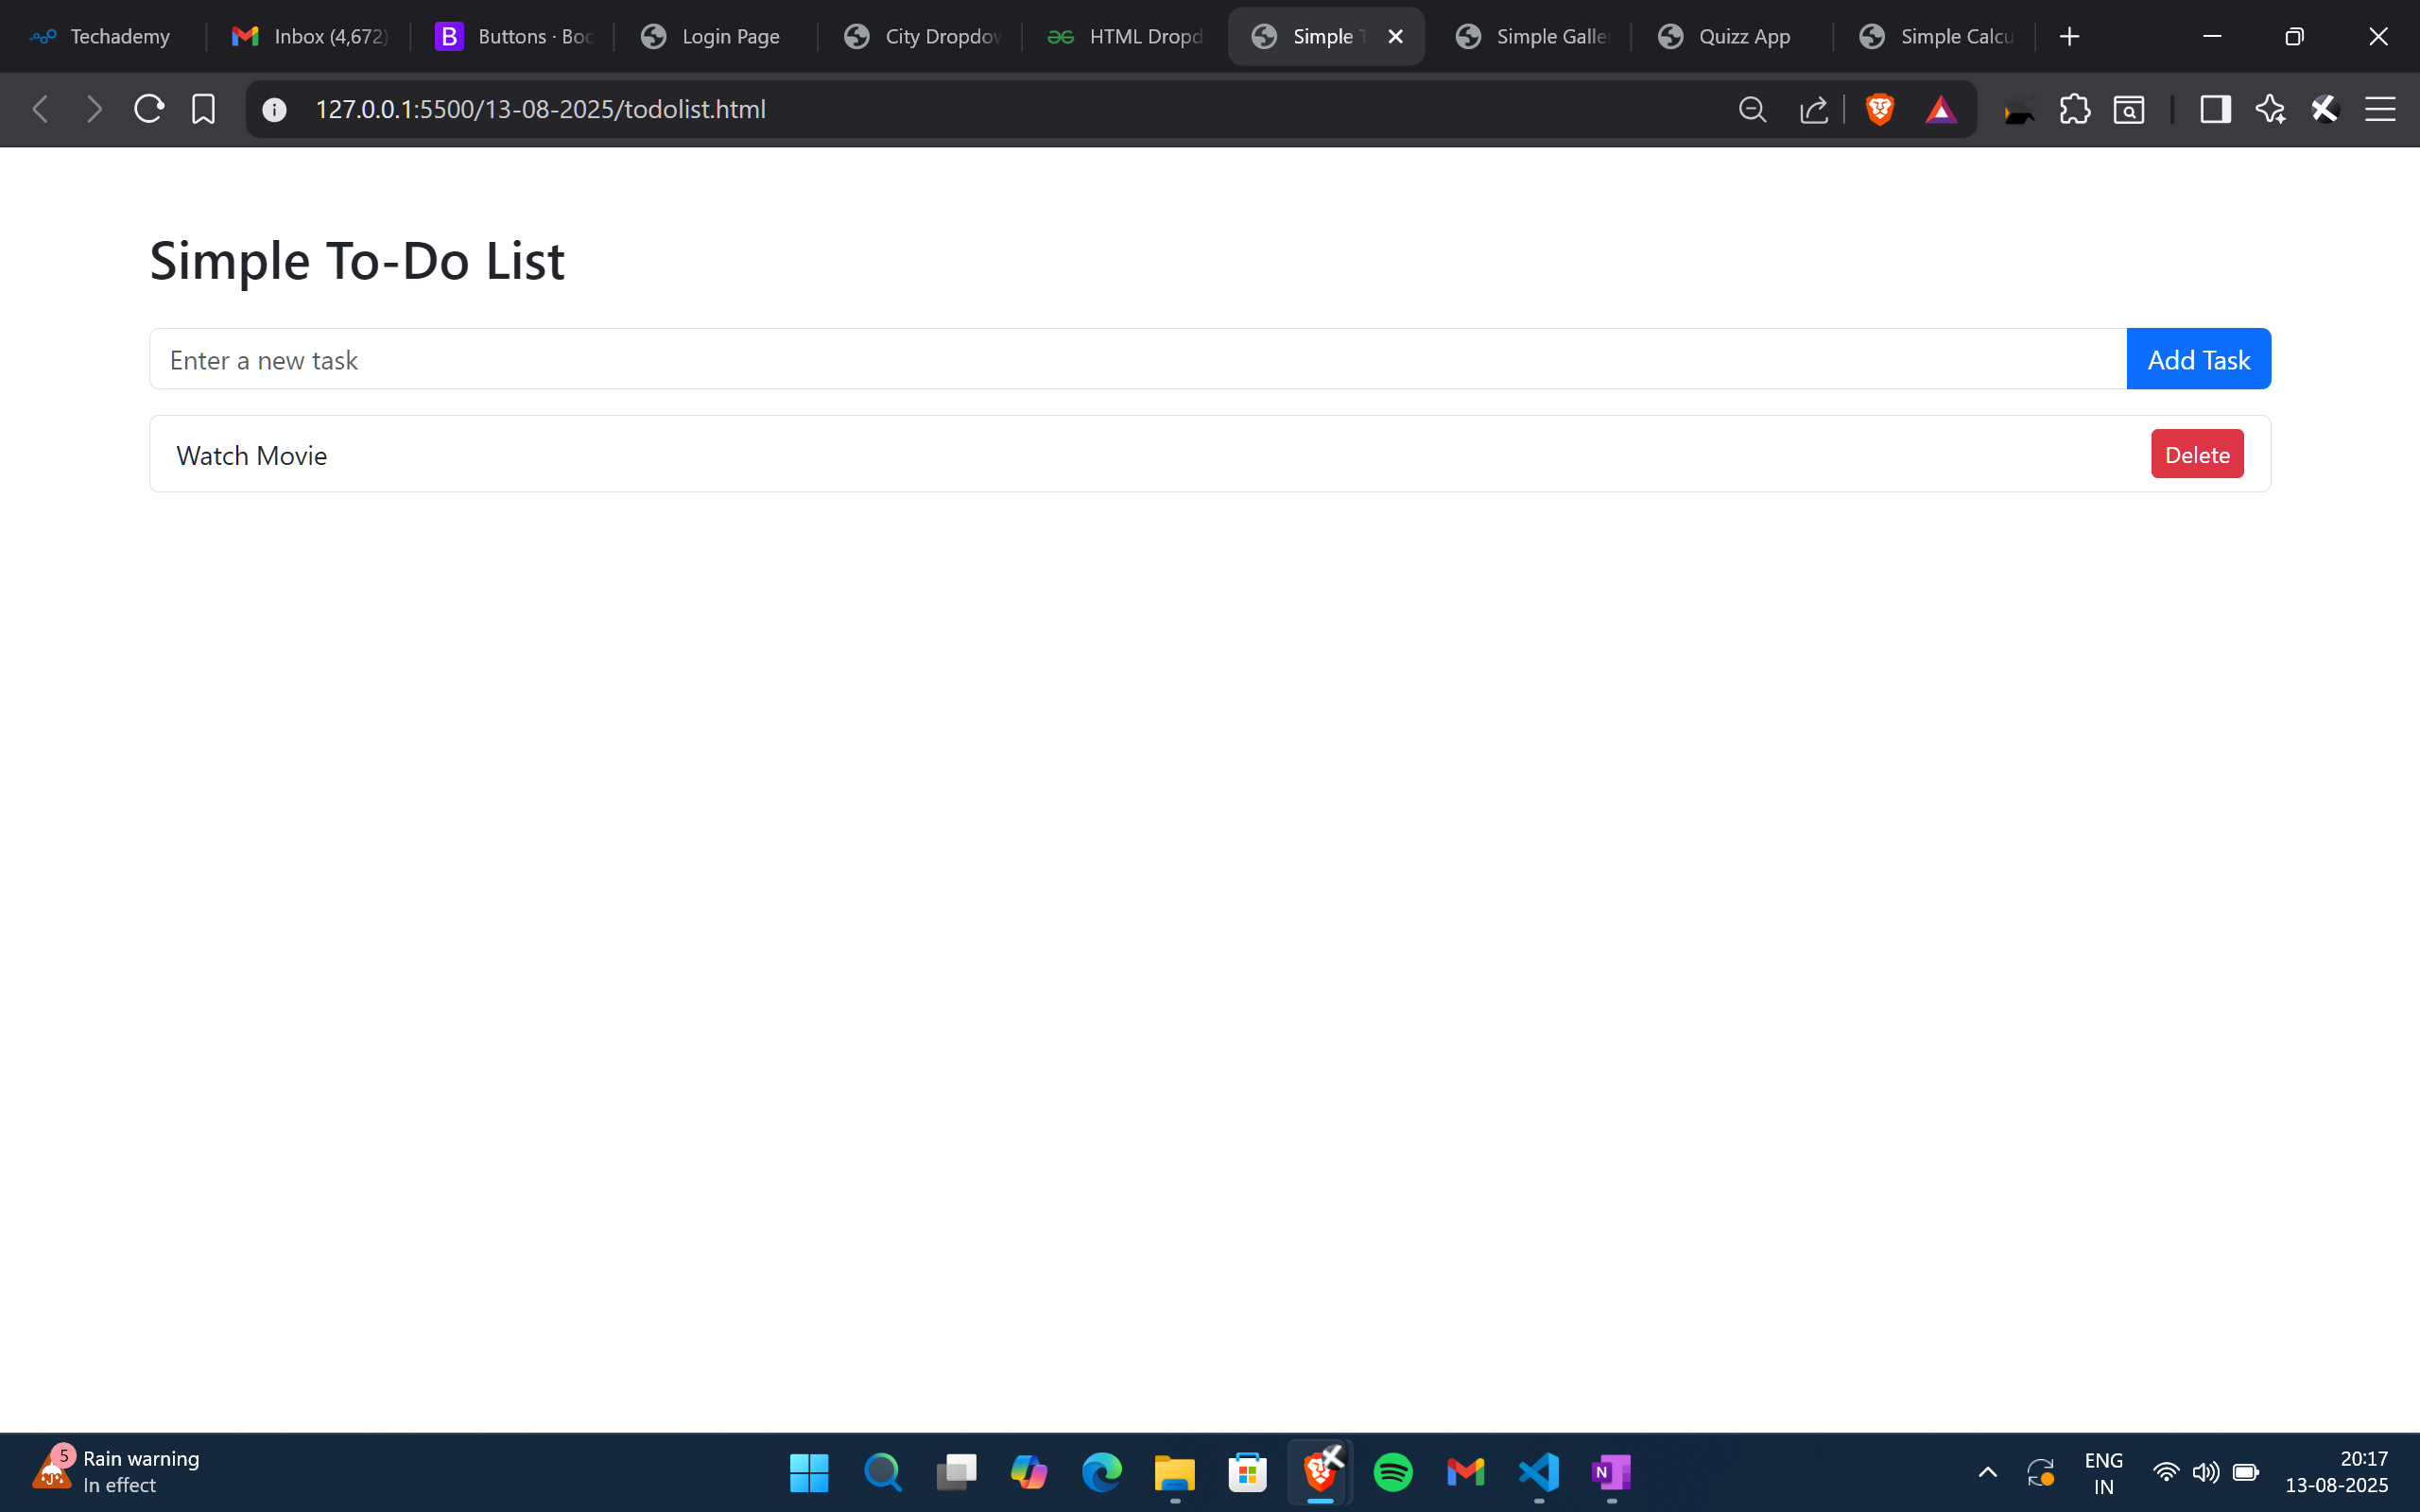 Techademy
Inbox (4,672)
B
Buttons · Boo
Login Page
City Dropdow
HTML Dropd
Simple T
Simple Galler
Quizz App
Simple Calcu
127.0.0.1:5500/13-08-2025/todolist.html
Simple To-Do List
Enter a new task
Add Task
Watch Movie
Delete
5
Rain warning
In effect
N
ENG
IN
20:17
13-08-2025